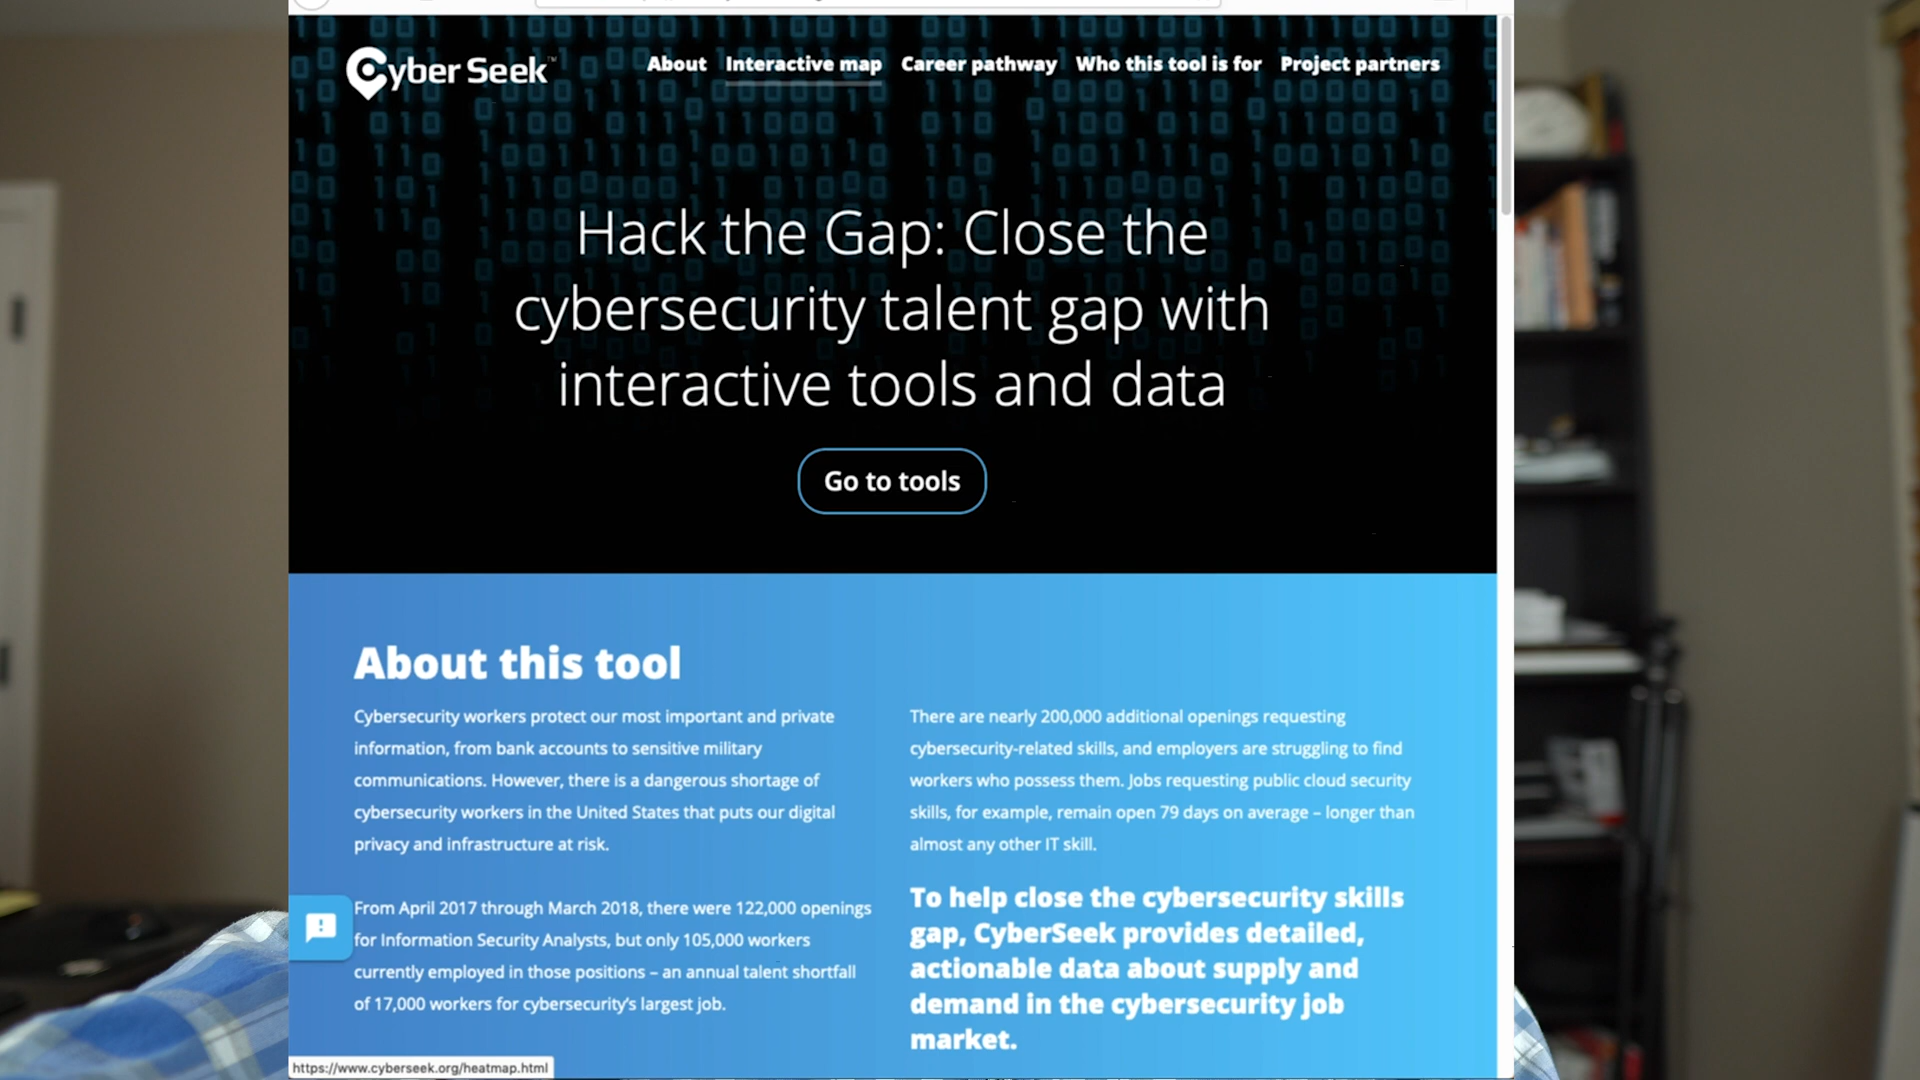 Cyber Seek™
About Interactive map Career pathway Who this tool is for Project partners
Hack the Gap: Close the
cybersecurity talent gap with
interactive tools and data
Go to tools
About this tool
Cybersecurity workers protect our most important and private
information, from bank accounts to sensitive military
communications. However, there is a dangerous shortage of
cybersecurity workers in the United States that puts our digital
privacy and infrastructure at risk.
From April 2017 through March 2018, there were 122,000 openings
for Information Security Analysts, but only 105,000 workers
currently employed in those positions – an annual talent shortfall
of 17,000 workers for cybersecurity's largest job.
There are nearly 200,000 additional openings requesting
cybersecurity-related skills, and employers are struggling to find
workers who possess them. Jobs requesting public cloud security
skills, for example, remain open 79 days on average – longer than
almost any other IT skill.
To help close the cybersecurity skills
gap, CyberSeek provides detailed,
actionable data about supply and
demand in the cybersecurity job
market.
https://www.cyberseek.org/heatmap.html